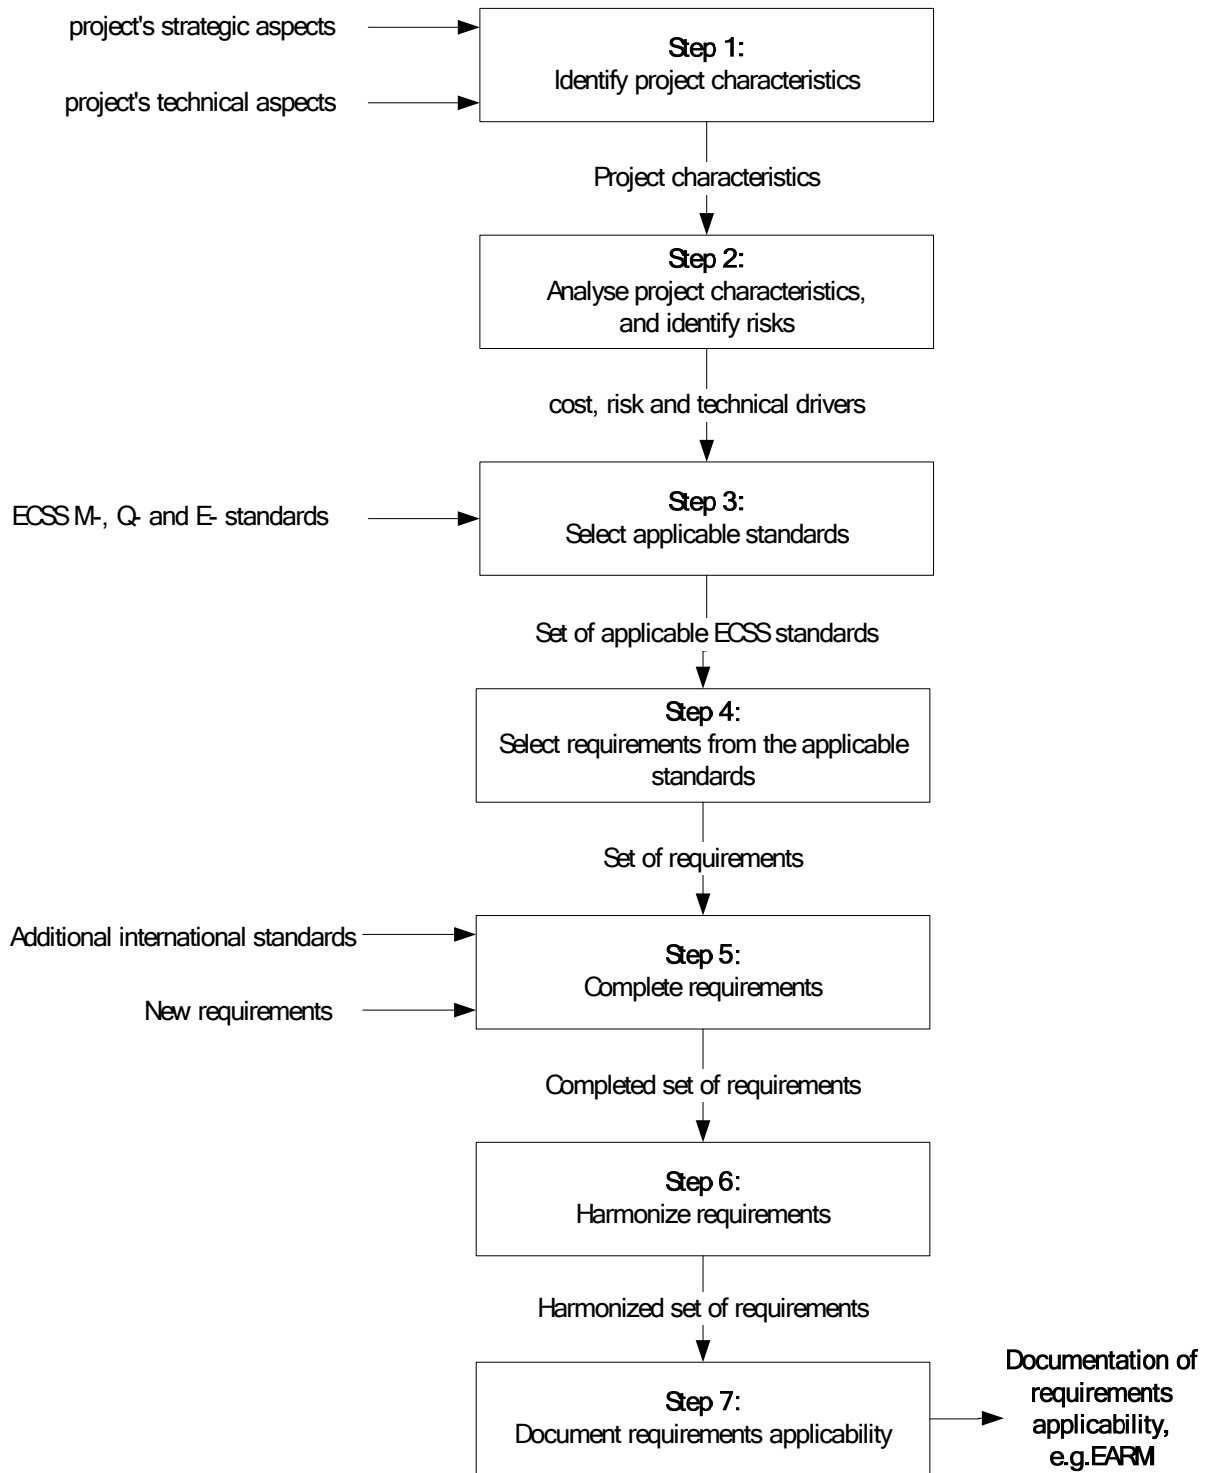 project's strategic aspects
project's technical aspects
Step 1:
Identify project characteristics
Project characteristics
Step 2:
Analyse project characteristics,
and identify risks
cost, risk and technical drivers
ECSS M-, Q- and E- standards
Step 3:
Select applicable standards
Set of applicable ECSS standards
Step 4:
Select requirements from the applicable
standards
Set of requirements
Additional international standards
New requirements
Step 5:
Complete requirements
Completed set of requirements
Step 6:
Harmonize requirements
Harmonized set of requirements
Step 7:
Document requirements applicability
Documentation of
requirements
applicability,
e.g.EARM